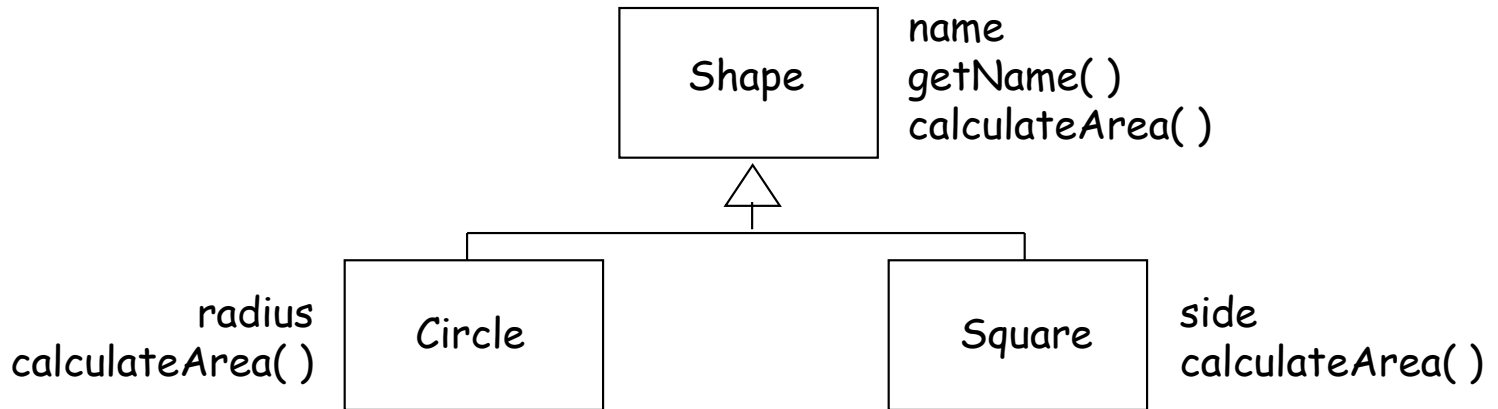 Shape
name
getName( )
calculateArea( )
radius
calculateArea( )
Circle
Square
side
calculateArea( )